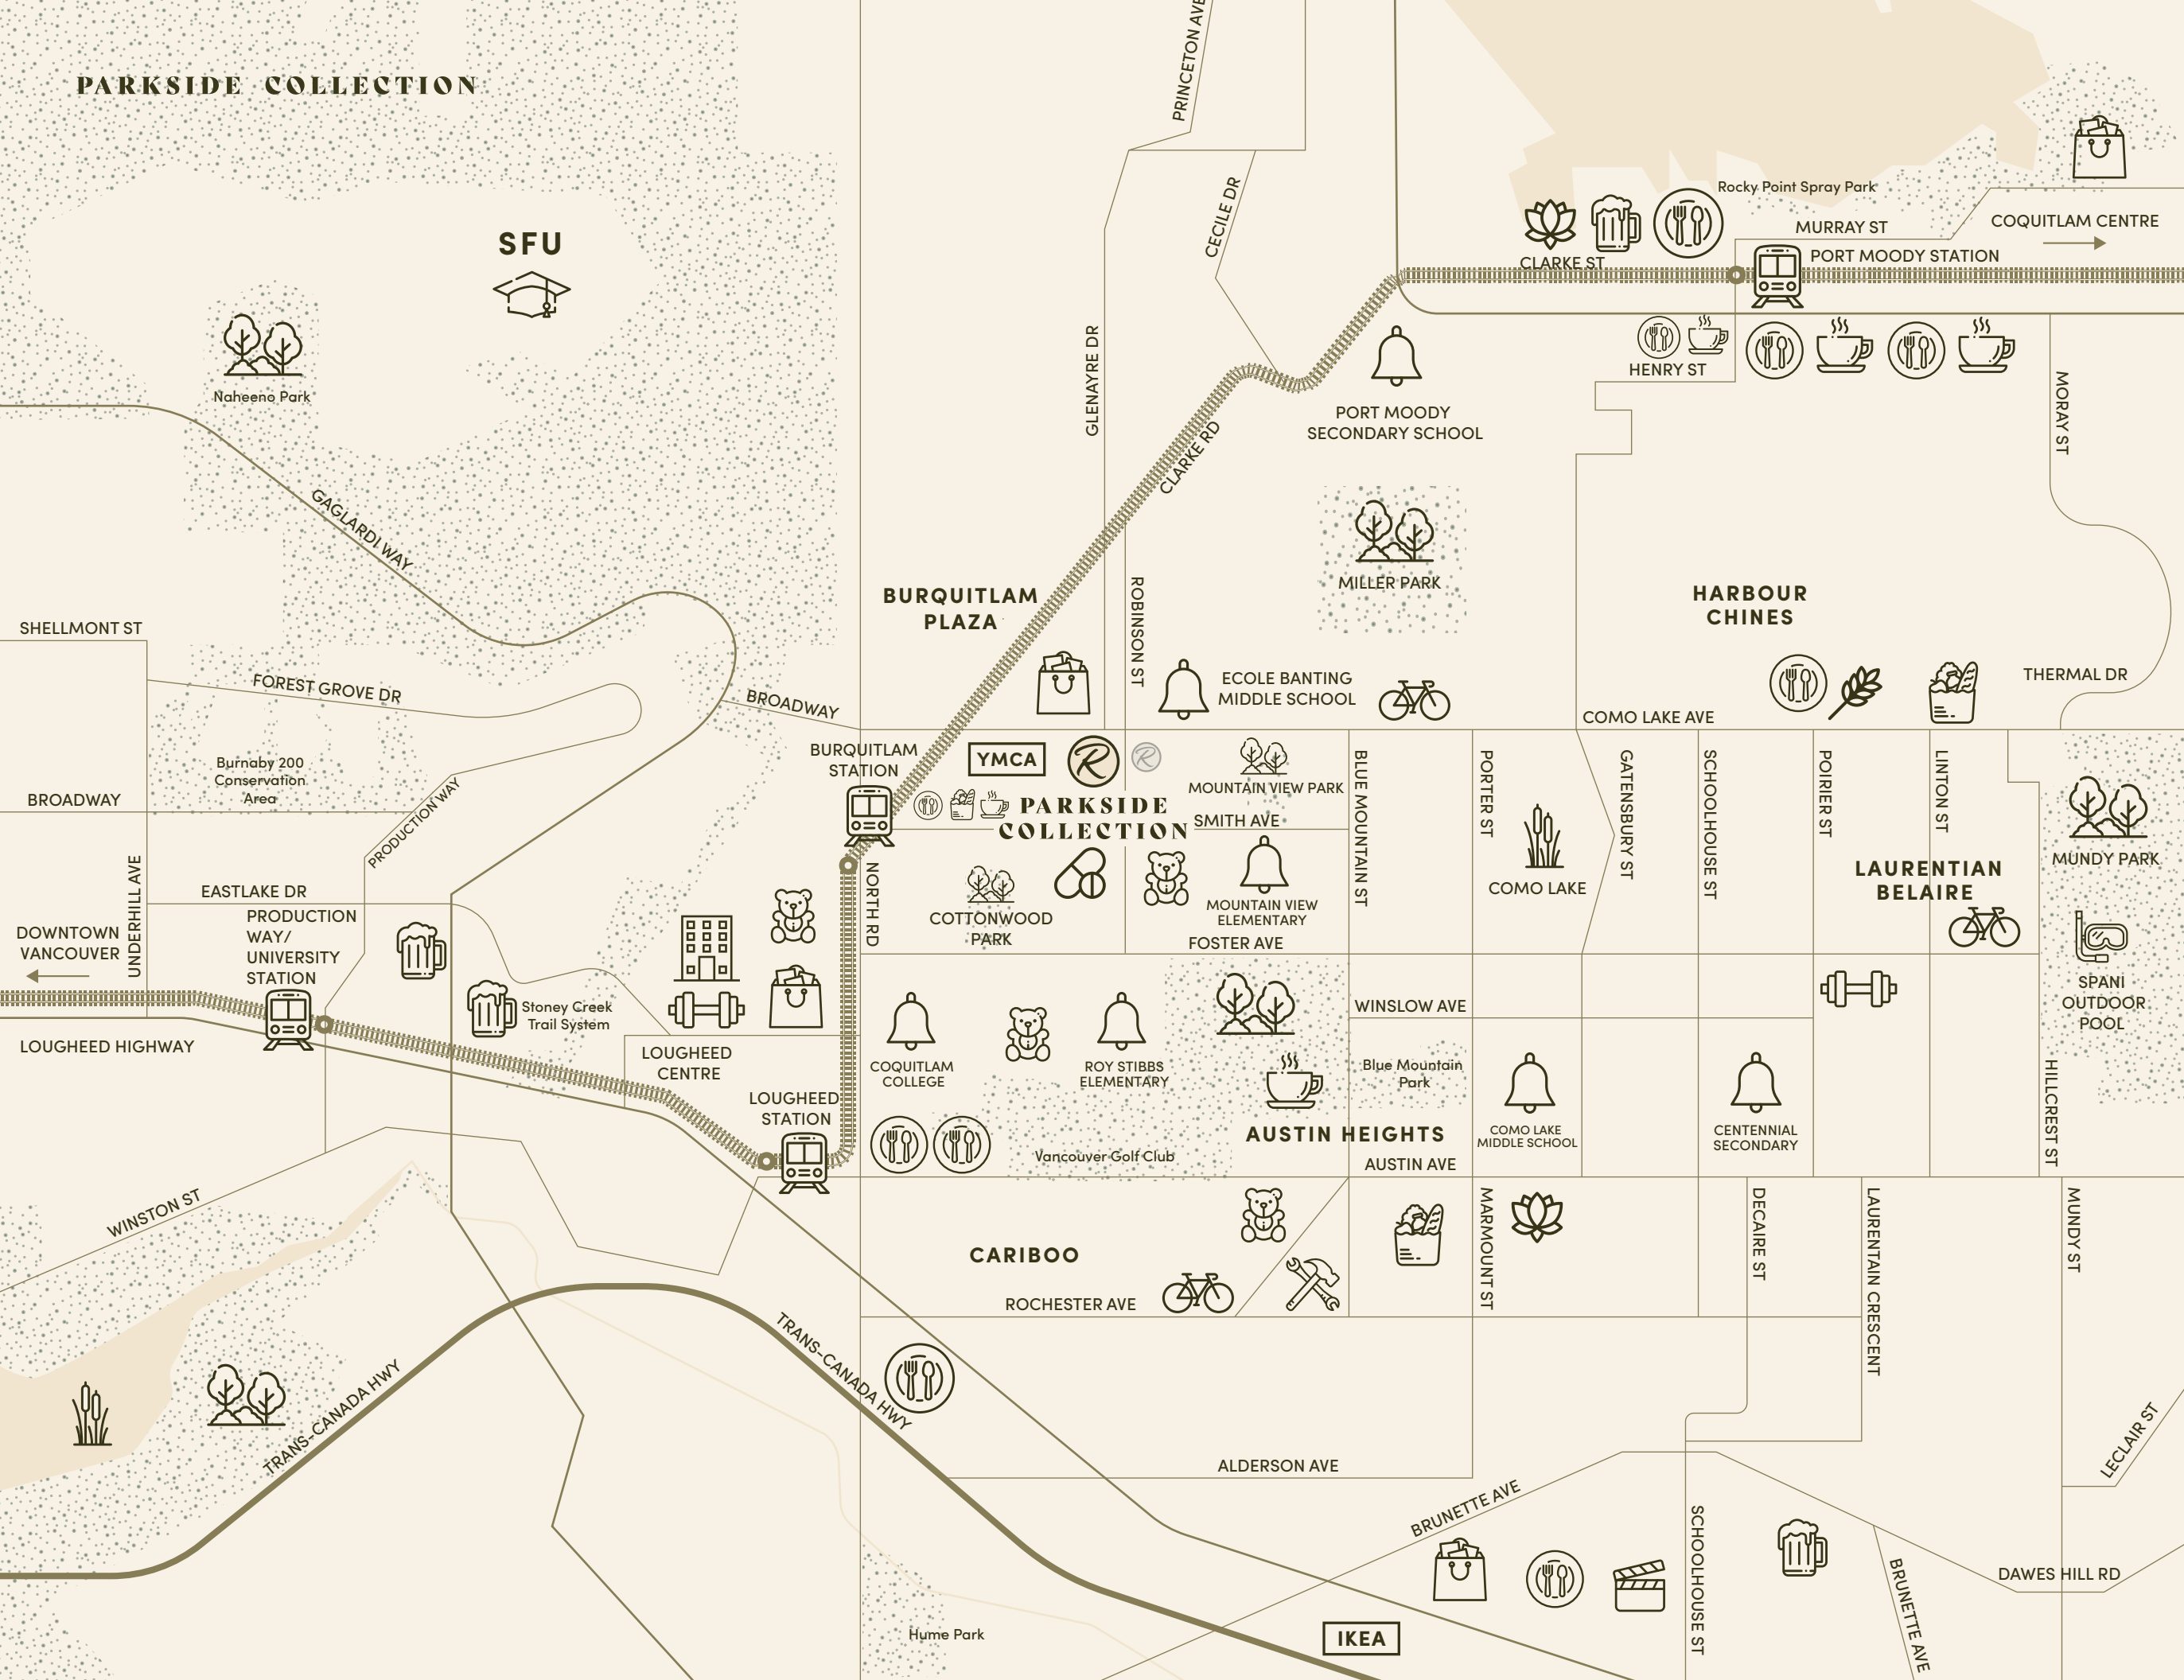 PARKSIDE COLLECTION
PRINCETON AVE
SFU
CECILE DR
Rocky Point Spray Park
MURRAY ST
COQUITLAM CENTRE
CLARKE ST
PORT MOODY STATION
Naheeno Park
GLENAYRE DR
HENRY ST
MORAY ST
PORT MOODY
SECONDARY SCHOOL
CLARKE RD
GAGLARDI WAY
MILLER PARK
BURQUITLAM
PLAZA
ROBINSON ST
HARBOUR
CHINES
SHELLMONT ST
FOREST GROVE DR
BROADWAY
ECOLE BANTING
MIDDLE SCHOOL
THERMAL DR
COMO LAKE AVE
BURQUITLAM
STATION
YMCA
R
R
MOUNTAIN VIEW PARK
BLUE MOUNTAIN ST
PORTER ST
GATENSBURY ST
SCHOOLHOUSE ST
POIRIER ST
LINTON ST
Burnaby 200
Conservation
Area
BROADWAY
PRODUCTION WAY
PARKSIDE
COLLECTION
SMITH AVE
MUNDY PARK
UNDERHILL AVE
EASTLAKE DR
NORTH RD
COMO LAKE
LAURENTIAN
BELAIRE
PRODUCTION
WAY/
UNIVERSITY
STATION
DOWNTOWN
VANCOUVER
COTTONWOOD
PARK
MOUNTAIN VIEW
ELEMENTARY
FOSTER AVE
SPANI
OUTDOOR
POOL
Stoney Creek
Trail System
WINSLOW AVE
LOUGHEED HIGHWAY
LOUGHEED
CENTRE
COQUITLAM
COLLEGE
ROY STIBBS
ELEMENTARY
Blue Mountain
Park
HILLCREST ST
LOUGHEED
STATION
AUSTIN HEIGHTS
COMO LAKE
MIDDLE SCHOOL
CENTENNIAL
SECONDARY
Vancouver Golf Club
AUSTIN AVE
WINSTON ST
MARMOUNT ST
DECAIRE ST
LAURENTIAN CRESCENT
MUNDY ST
CARIBOO
ROCHESTER AVE
TRANS-CANADA HWY
TRANS-CANADA HWY
LECLAIR ST
ALDERSON AVE
BRUNETTE AVE
SCHOOLHOUSE ST
BRUNETTE AVE
DAWES HILL RD
Hume Park
IKEA